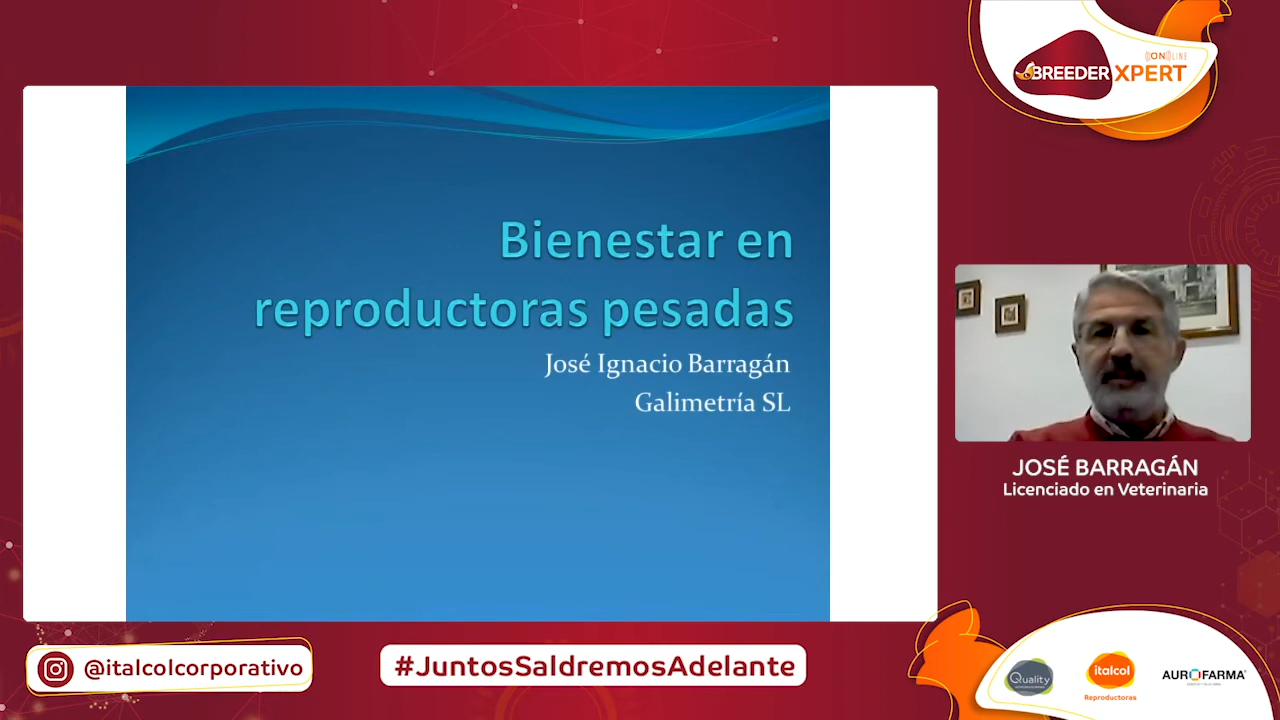 Bienestar en
reproductoras pesadas
José Ignacio Barragán
Galimetría SL
ONLINE
BREEDER XPERT
JOSÉ BARRAGÁN
Licenciado en Veterinaria
@italcolcorporativo
#JuntosSaldremosAdelante
Quality
italcol
Reproductoras
AUROFARMA